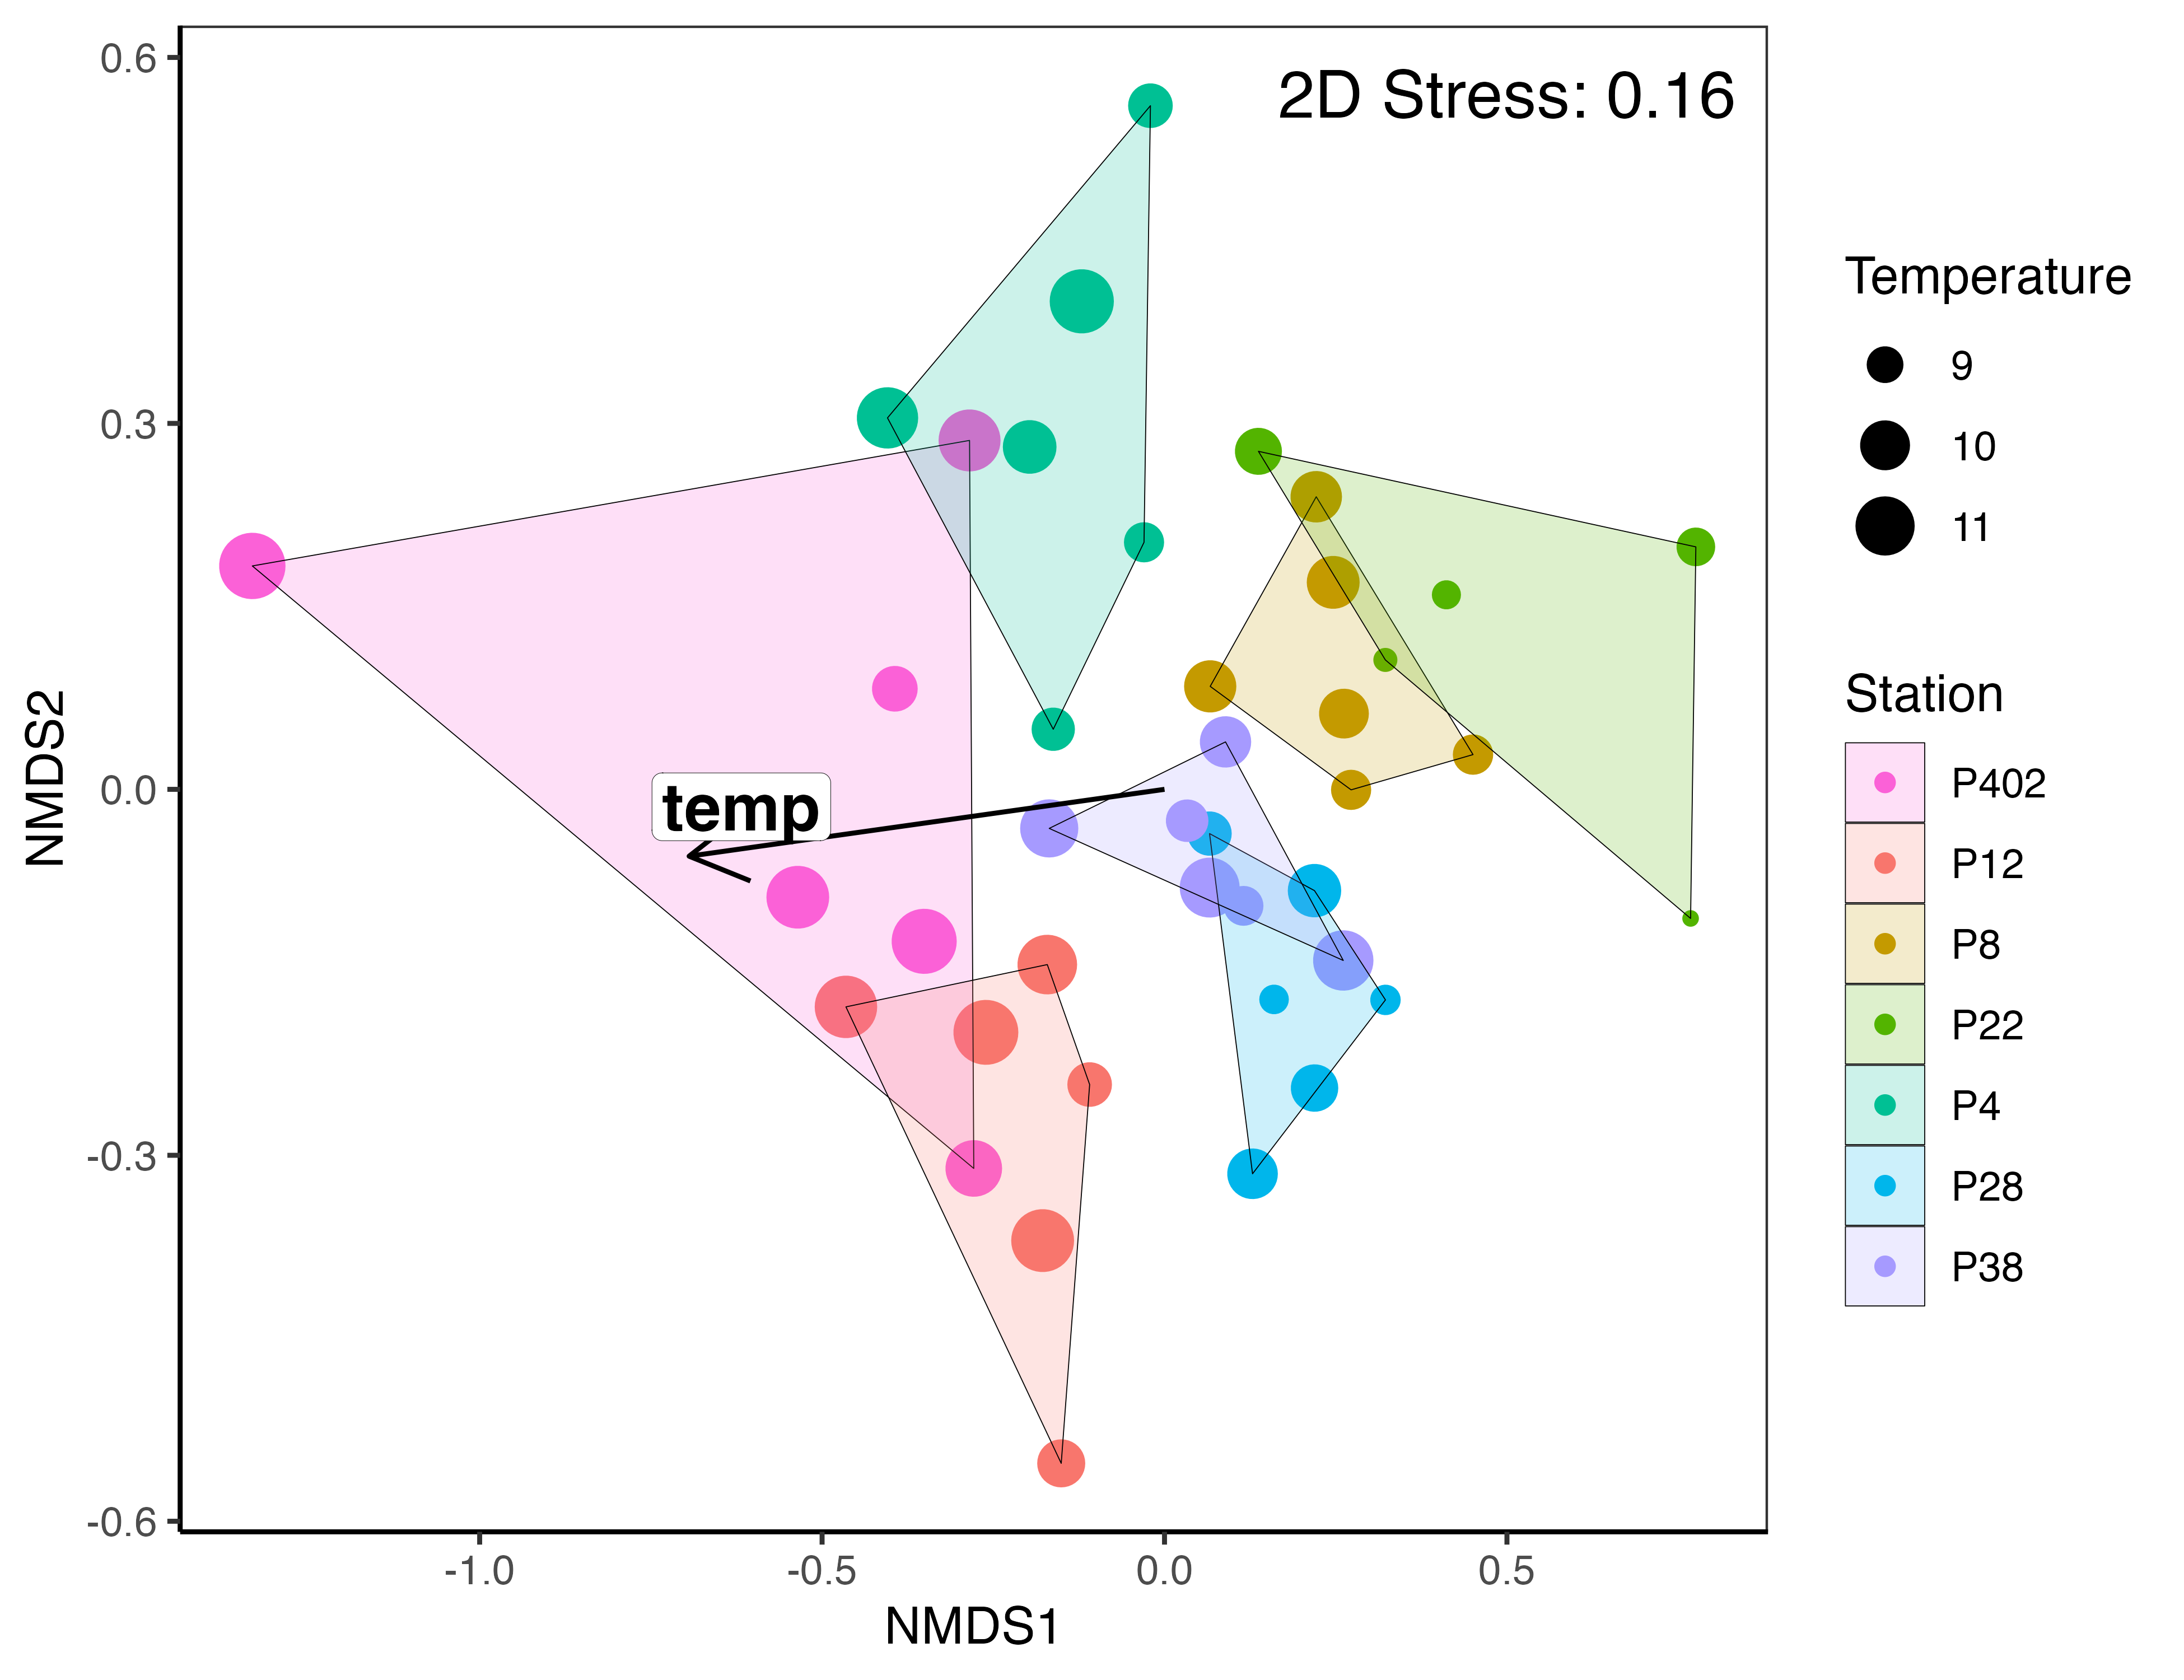 2D Stress: 0.16
0.6
0.3
0.0
-0.3
-0.6
NMDS2
temp
-1.0
-0.5
0.0
0.5
NMDS1
Temperature
9
10
11
Station
P402
P12
P8
P22
P4
P28
P38